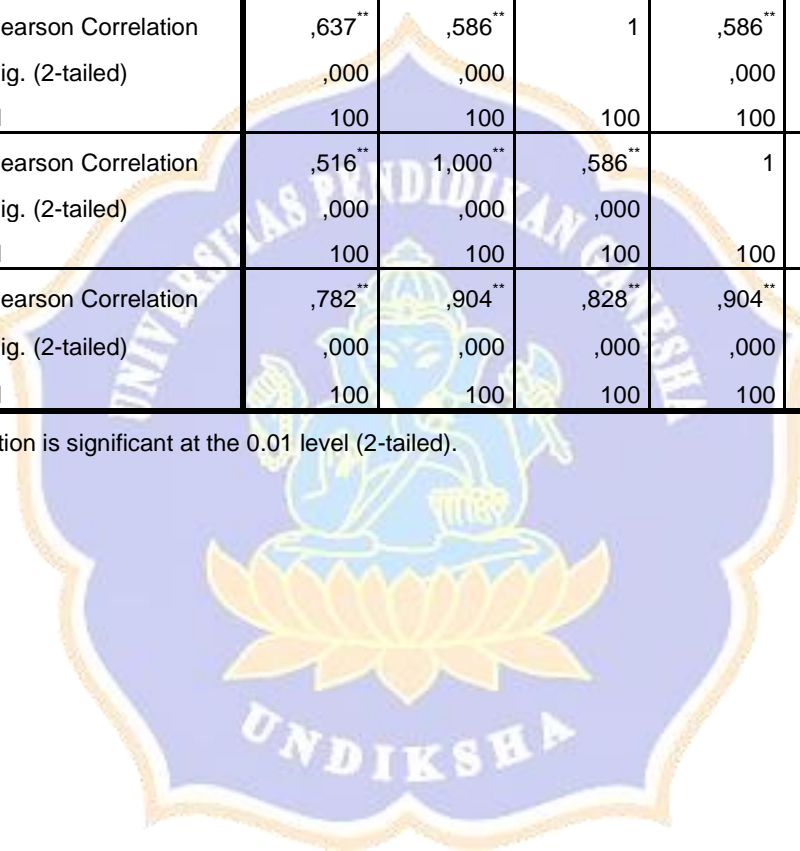 earson Correlation ,637** ,586** 1 ,586**
ig. (2-tailed) ,000 ,000 ,000
100 100 100 100
earson Correlation ,516** 1,000** ,586** 1
ig. (2-tailed) ,000 ,000 ,000
100 100 100 100
earson Correlation ,782** ,904** ,828** ,904**
ig. (2-tailed) ,000 ,000 ,000 ,000
100 100 100 100
tion is significant at the 0.01 level (2-tailed).
UNIVERSITAS PENDIDIKAN GANESHA
UNDIKSHA